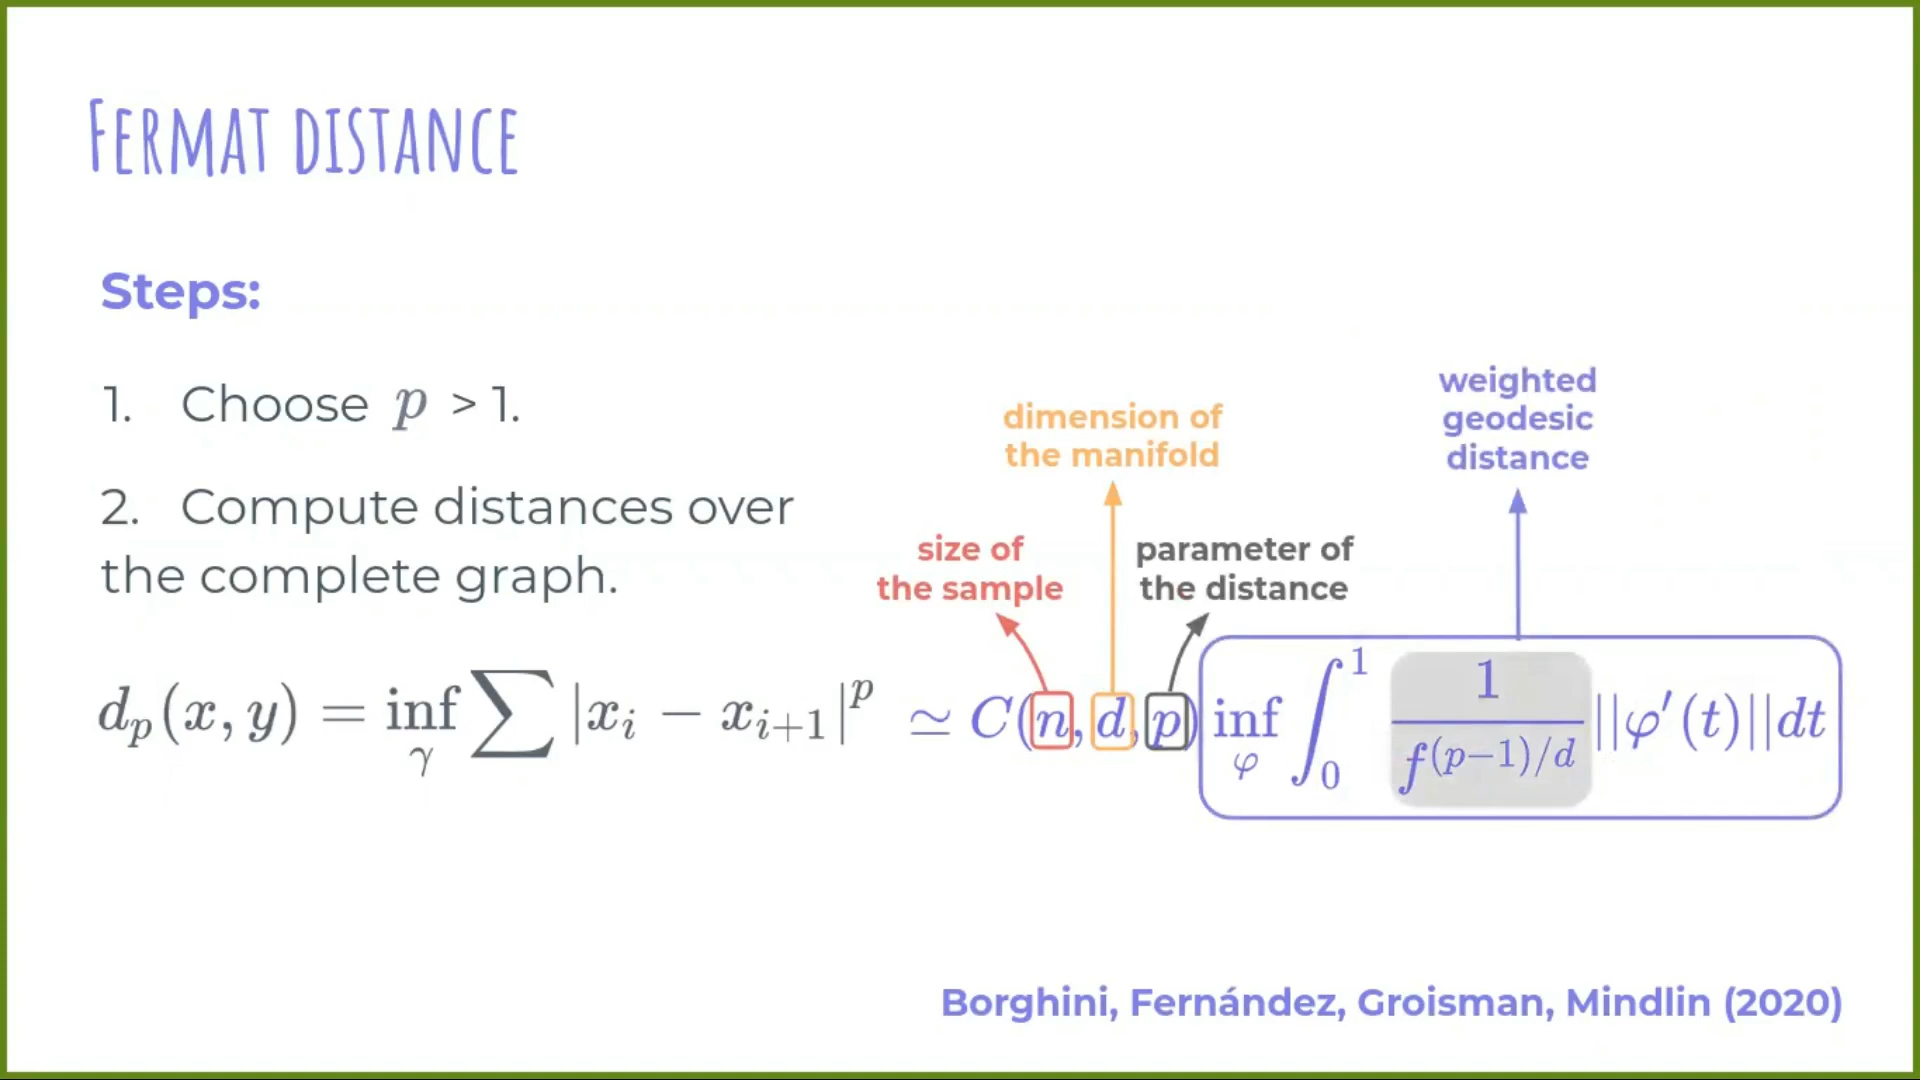 FERMAT DISTANCE
Steps:
1. Choose p > 1.
2. Compute distances over
the complete graph.
weighted
geodesic
distance
dimension of
the manifold
size of
the sample
parameter of
the distance
d_p(x, y) = inf_γ ∑ |x_i − x_{i+1}|^p ≃ C(n, d, p) inf_φ ∫_0^1 1/f^{(p−1)/d} ||φ′(t)||dt
Borghini, Fernández, Groisman, Mindlin (2020)